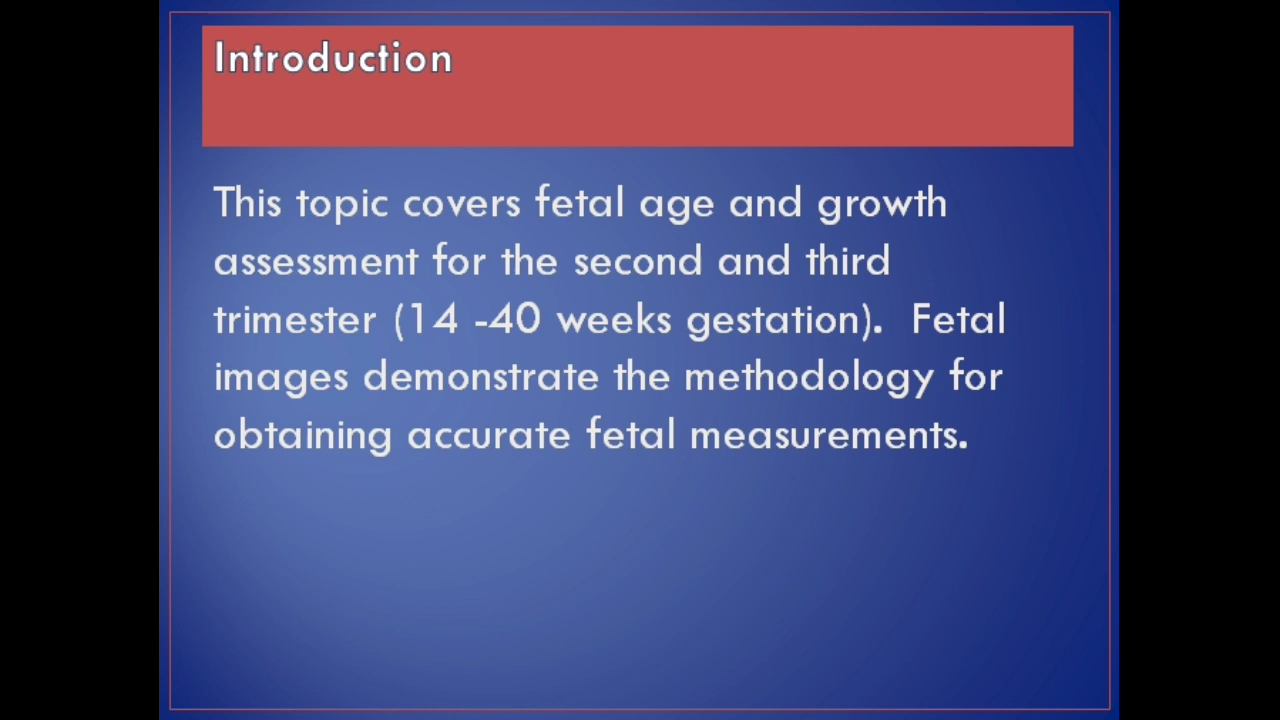 Introduction
This topic covers fetal age and growth
assessment for the second and third
trimester (14 -40 weeks gestation).  Fetal
images demonstrate the methodology for
obtaining accurate fetal measurements.